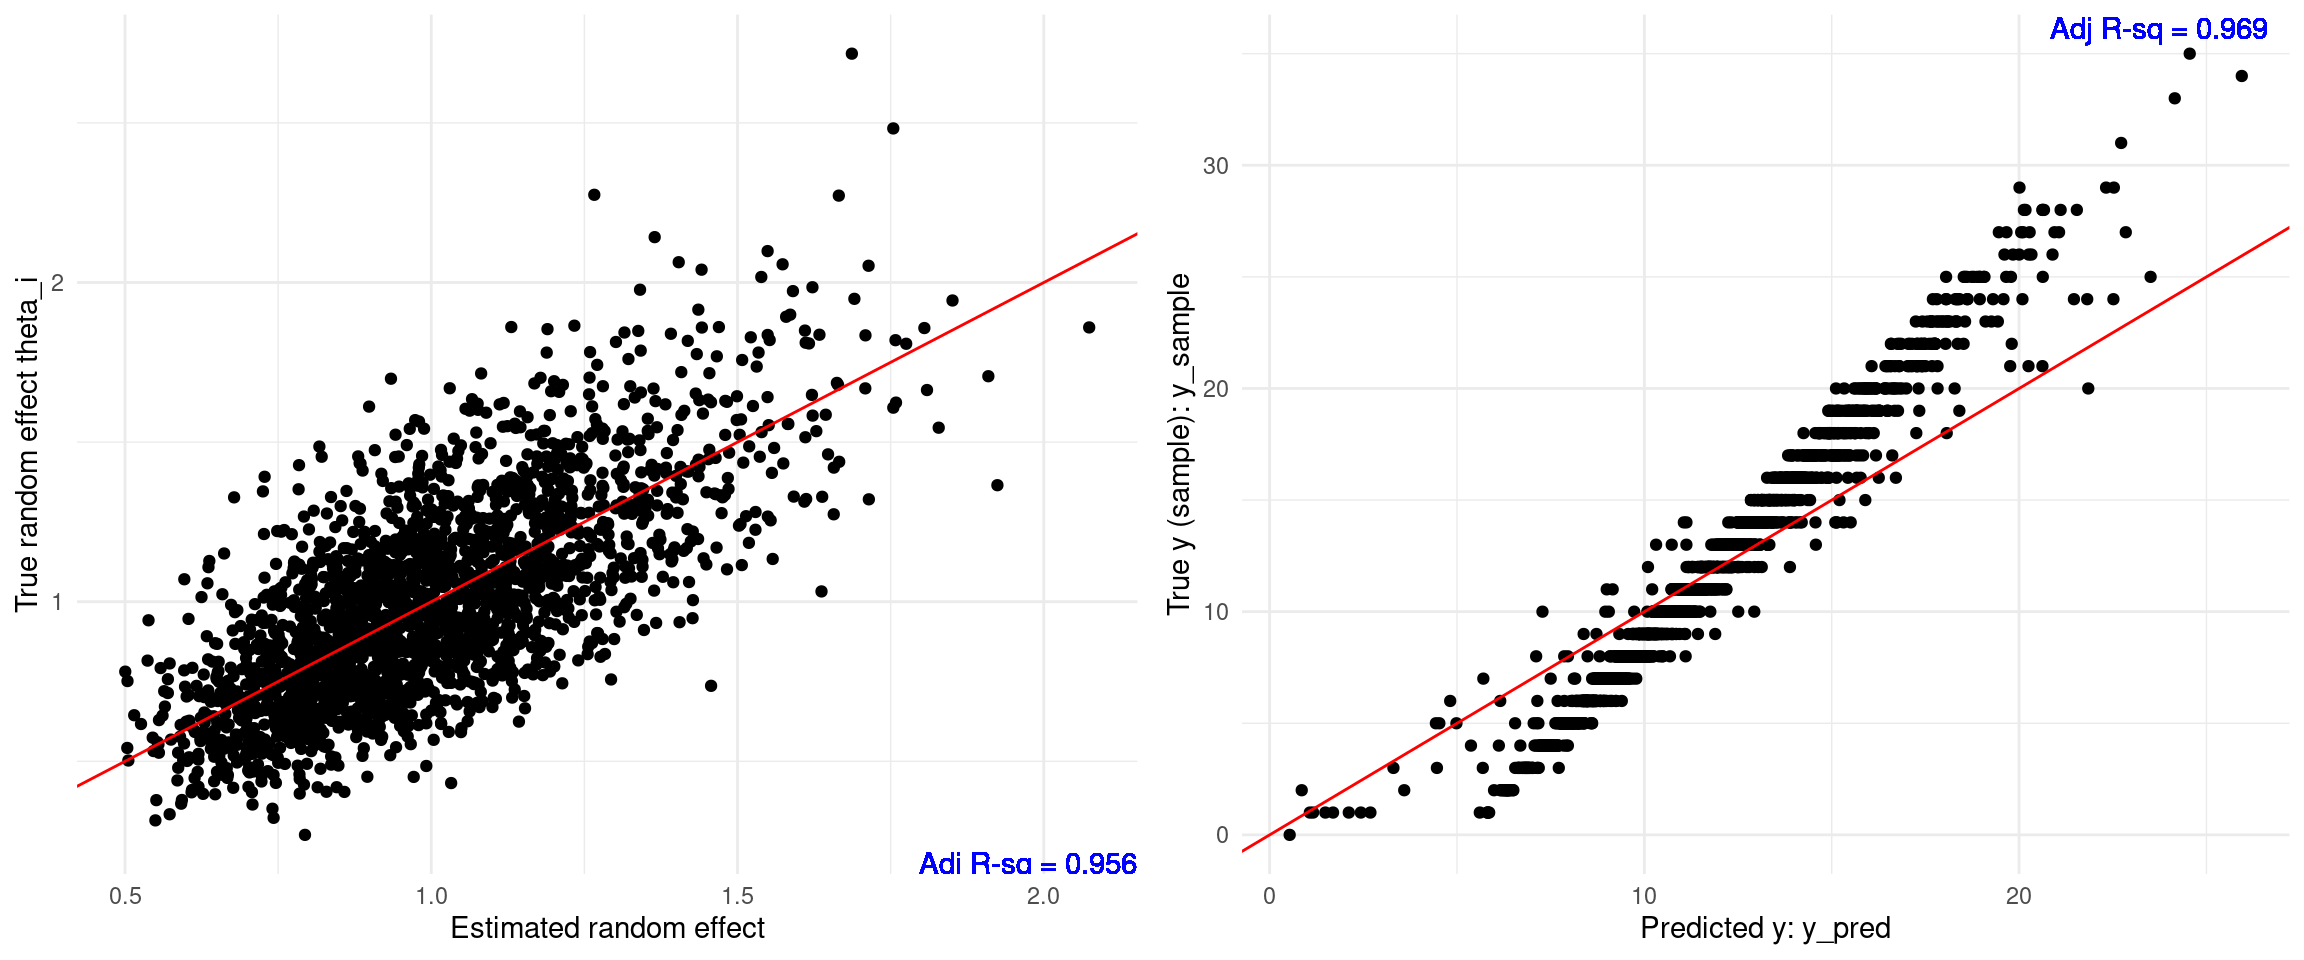 True random effect theta_i
2
1
Adj R-sq = 0.956
0.5 1.0 1.5 2.0
Estimated random effect
Adj R-sq = 0.969
True y (sample): y_sample
30
20
10
0
0 10 20
Predicted y: y_pred